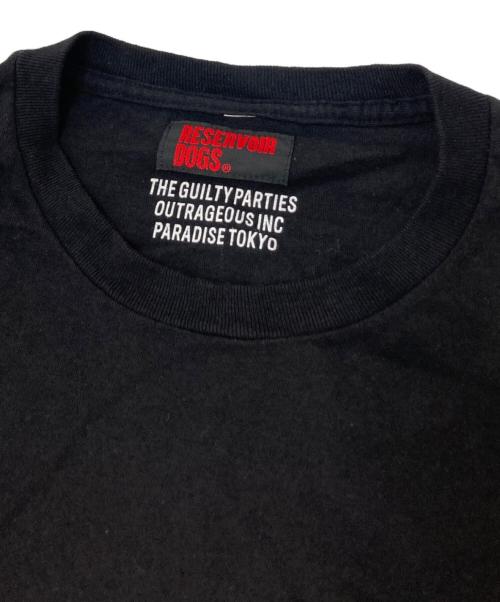 RESERVOIR
DOGS®
THE GUILTY PARTIES
OUTRAGEOUS INC
PARADISE TOKYO